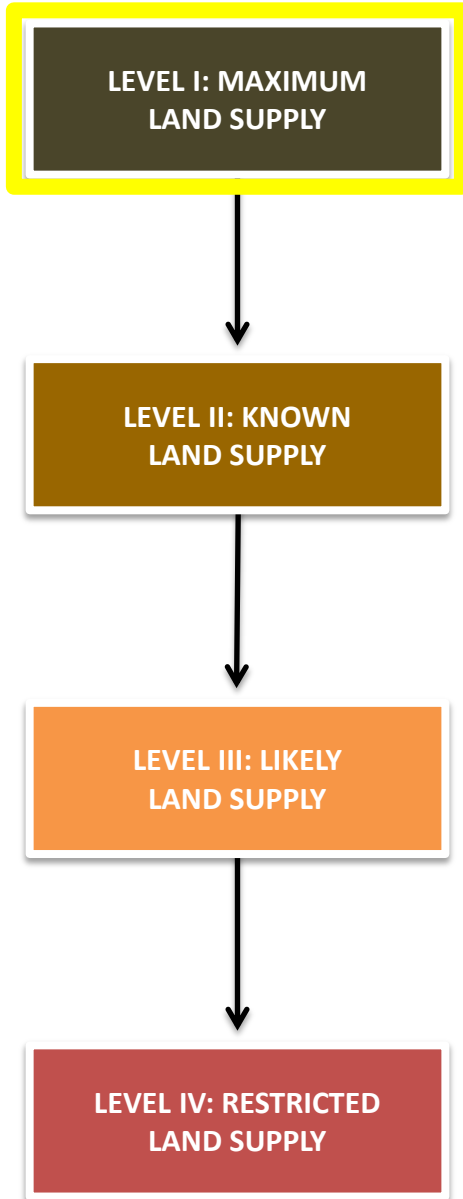 LEVEL I: MAXIMUM
LAND SUPPLY
LEVEL II: KNOWN
LAND SUPPLY
LEVEL III: LIKELY
LAND SUPPLY
LEVEL IV: RESTRICTED
LAND SUPPLY